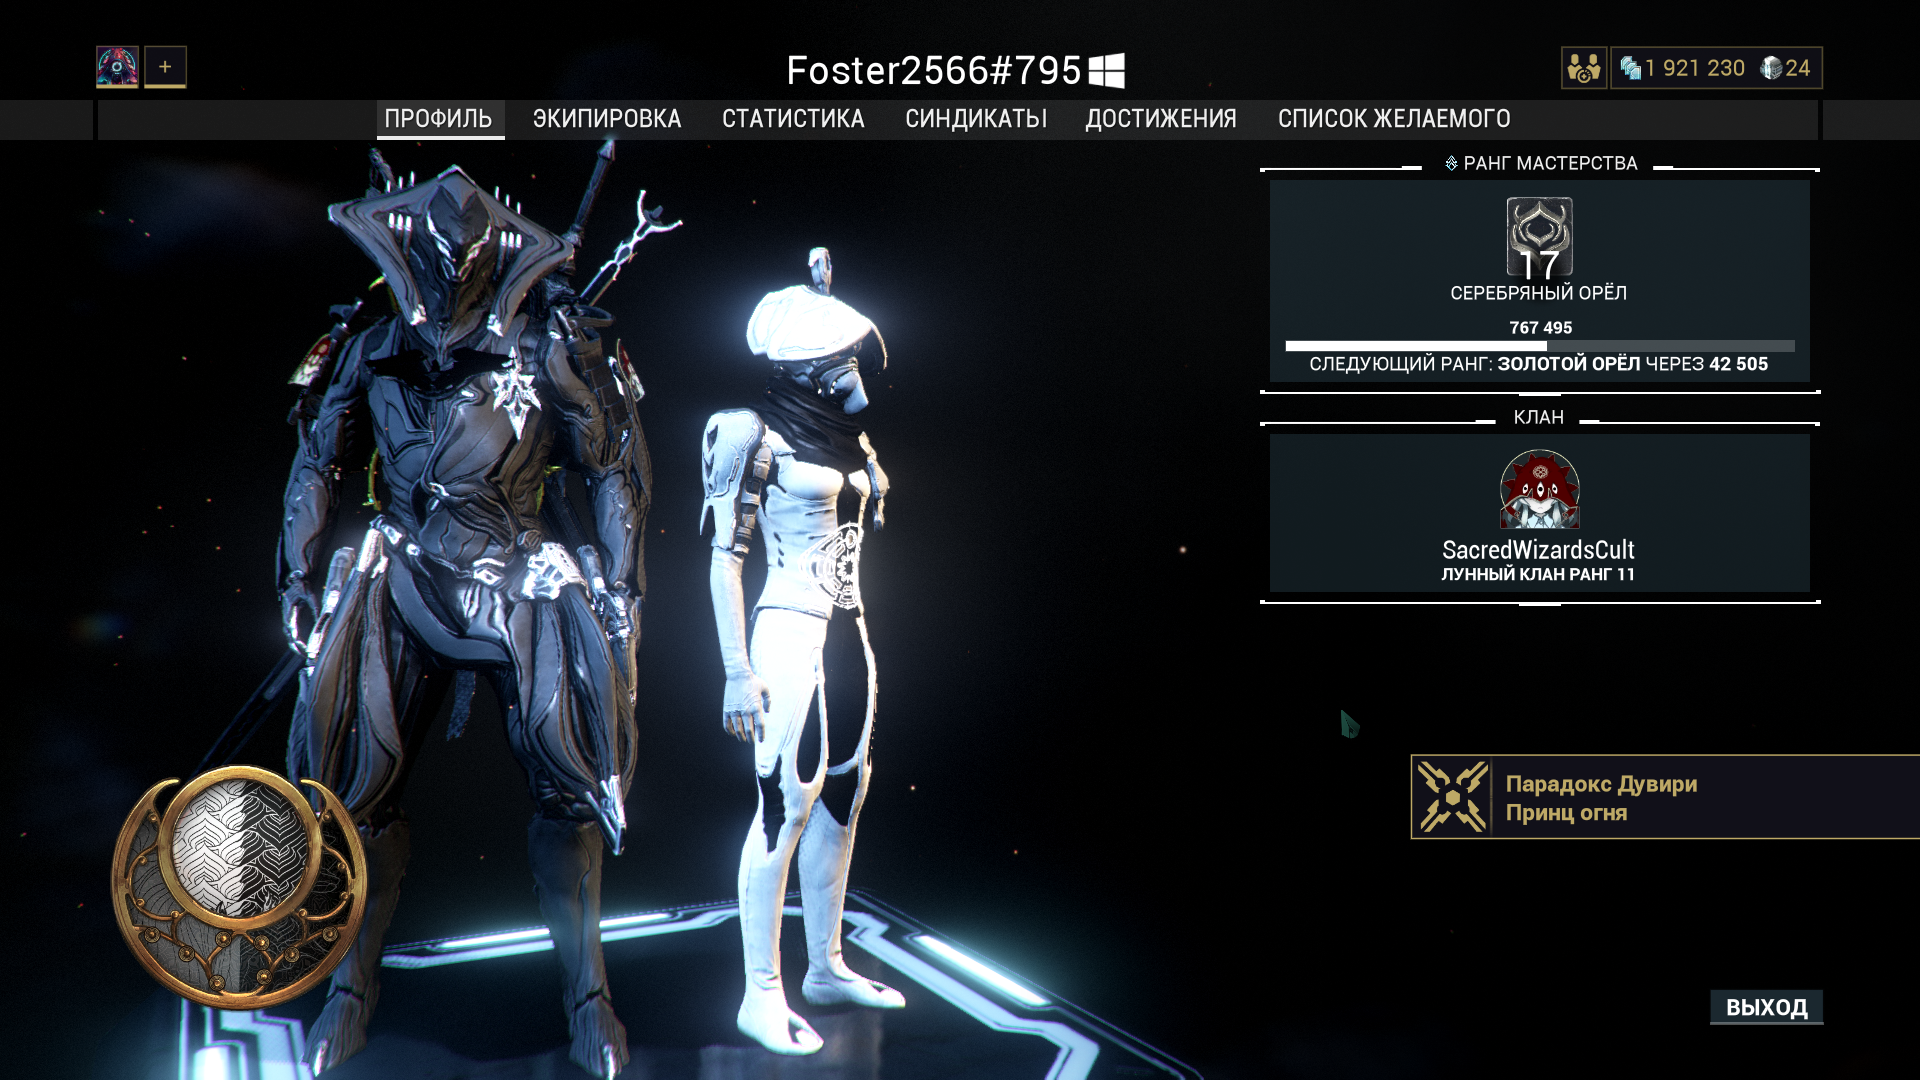 Foster2566#795
+
1 921 230 24
ПРОФИЛЬ ЭКИПИРОВКА СТАТИСТИКА СИНДИКАТЫ ДОСТИЖЕНИЯ СПИСОК ЖЕЛАЕМОГО
РАНГ МАСТЕРСТВА
17
СЕРЕБРЯНЫЙ ОРЁЛ
767 495
СЛЕДУЮЩИЙ РАНГ: ЗОЛОТОЙ ОРЁЛ ЧЕРЕЗ 42 505
КЛАН
SacredWizardsCult
ЛУННЫЙ КЛАН РАНГ 11
Парадокс Дувири
Принц огня
ВЫХОД